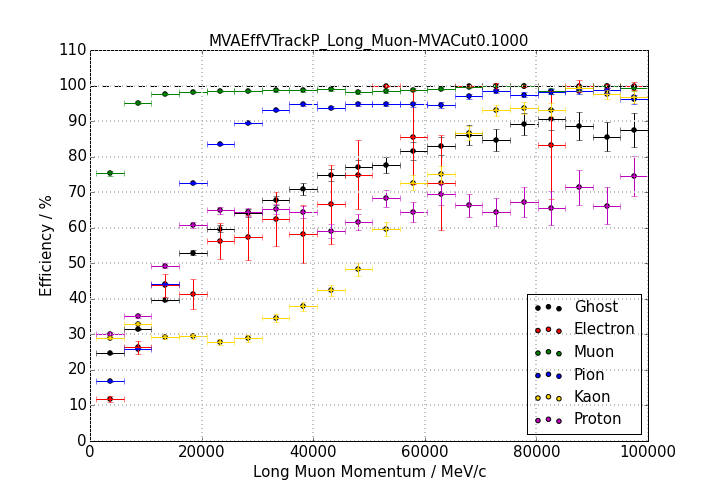 MVAEffVTrackP_Long_Muon-MVACut0.1000
110
100
90
80
70
60
50
40
30
20
10
0
Efficiency / %
Ghost
Electron
Muon
Pion
Kaon
Proton
0 20000 40000 60000 80000 100000
Long Muon Momentum / MeV/c